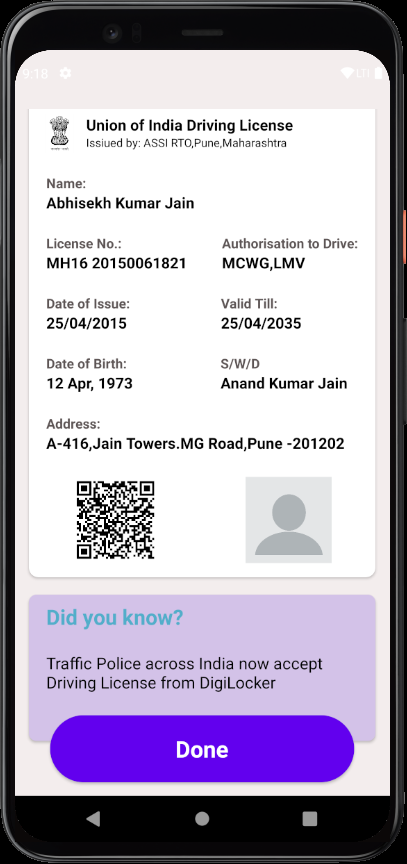 9:18 LTE
Union of India Driving License
Issiued by: ASSI RTO,Pune,Maharashtra
Name:
Abhisekh Kumar Jain
License No.: Authorisation to Drive:
MH16 20150061821 MCWG,LMV
Date of Issue: Valid Till:
25/04/2015 25/04/2035
Date of Birth: S/W/D
12 Apr, 1973 Anand Kumar Jain
Address:
A-416,Jain Towers.MG Road,Pune -201202
Did you know?
Traffic Police across India now accept
Driving License from DigiLocker
Done